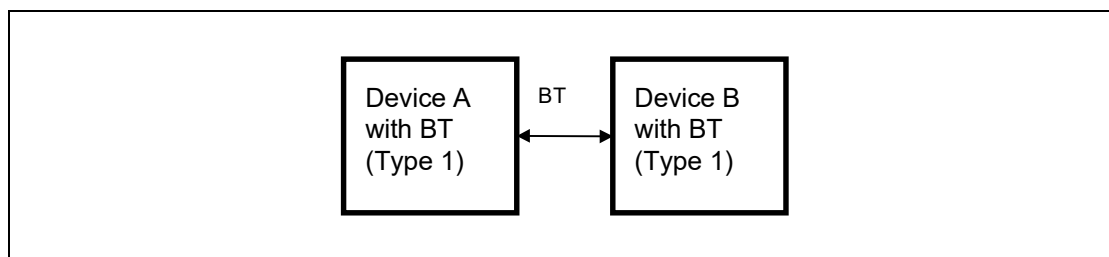 Device A
with BT
(Type 1)
BT
Device B
with BT
(Type 1)